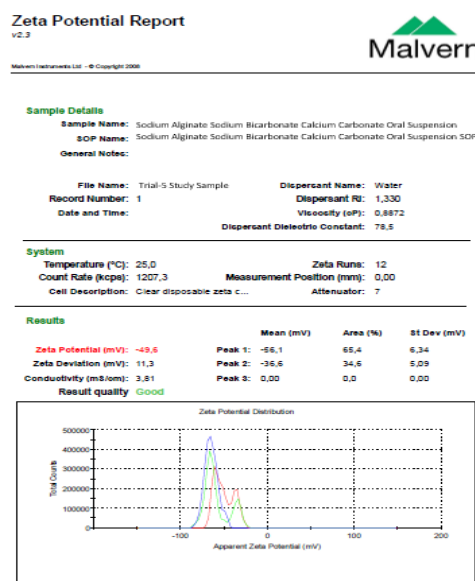 Zeta Potential Report
v2.3
Malvern
Malvern Instruments Ltd - © Copyright 2008
Sample Details
Sample Name: Sodium Alginate Sodium Bicarbonate Calcium Carbonate Oral Suspension
SOP Name: Sodium Alginate Sodium Bicarbonate Calcium Carbonate Oral Suspension SOP
General Notes:
File Name: Trial-5 Study Sample Dispersant Name: Water
Record Number: 1 Dispersant RI: 1,330
Date and Time: Viscosity (cP): 0,8872
Dispersant Dielectric Constant: 78,5
System
Temperature (°C): 25,0 Zeta Runs: 12
Count Rate (kcps): 1207,3 Measurement Position (mm): 0,00
Cell Description: Clear disposable zeta c... Attenuator: 7
Results
Mean (mV) Area (%) St Dev (mV)
Zeta Potential (mV): -49,6 Peak 1: -56,1 65,4 6,34
Zeta Deviation (mV): 11,3 Peak 2: -36,6 34,6 5,09
Conductivity (mS/cm): 3,81 Peak 3: 0,00 0,0 0,00
Result quality Good
Zeta Potential Distribution
500000
400000
300000
200000
100000
0
Total Counts
-100 0 100 200
Apparent Zeta Potential (mV)